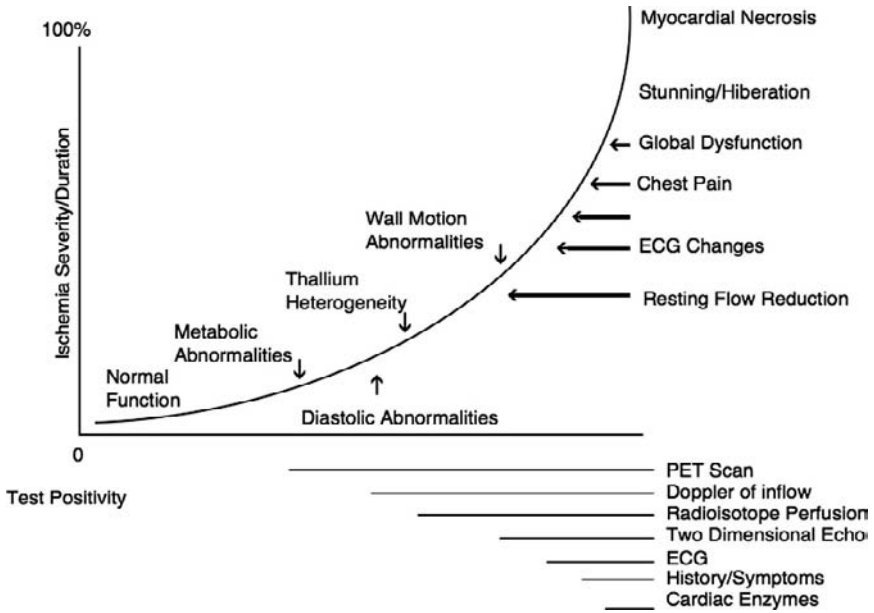 100%
Myocardial Necrosis
Stunning/Hiberation
Global Dysfunction
Chest Pain
Wall Motion
Abnormalities
ECG Changes
Thallium
Heterogeneity
Resting Flow Reduction
Ischemia Severity/Duration
Metabolic
Abnormalities
Normal
Function
Diastolic Abnormalities
0
Test Positivity
PET Scan
Doppler of inflow
Radioisotope Perfusion
Two Dimensional Echo
ECG
History/Symptoms
Cardiac Enzymes